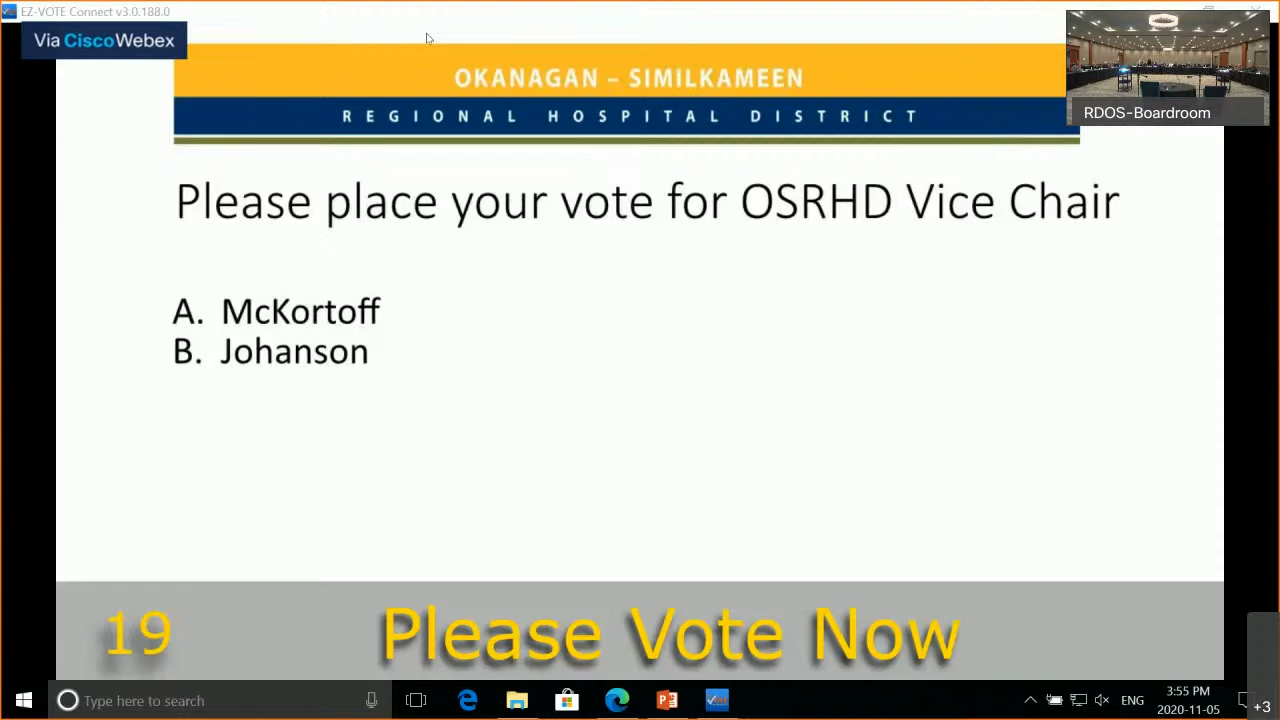 EZ-VOTE Connect v3.0.188.0
Via CiscoWebex
OKANAGAN – SIMILKAMEEN
REGIONAL HOSPITAL DISTRICT
RDOS-Boardroom
Please place your vote for OSRHD Vice Chair
A. McKortoff
B. Johanson
19 Please Vote Now
Type here to search
ENG
3:55 PM
2020-11-05
+3